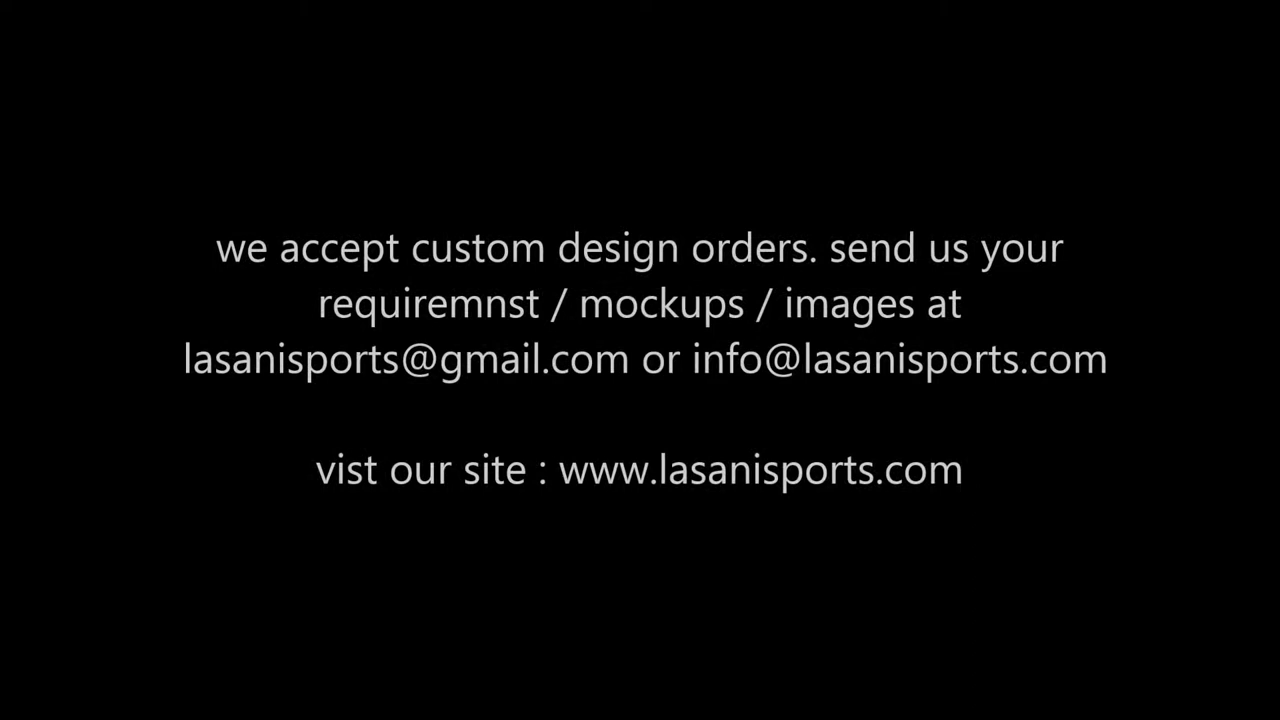 we accept custom design orders. send us your
requiremnst / mockups / images at
lasanisports@gmail.com or info@lasanisports.com
vist our site : www.lasanisports.com